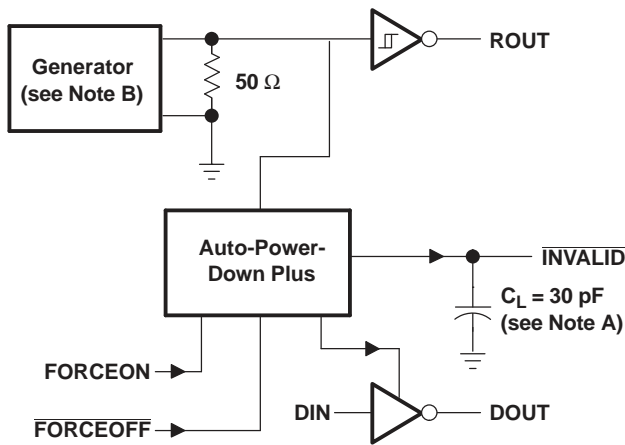 Generator
(see Note B)
50 Ω
ROUT
Auto-Power-
Down Plus
INVALID
C_L = 30 pF
(see Note A)
FORCEON
FORCEOFF
DIN
DOUT